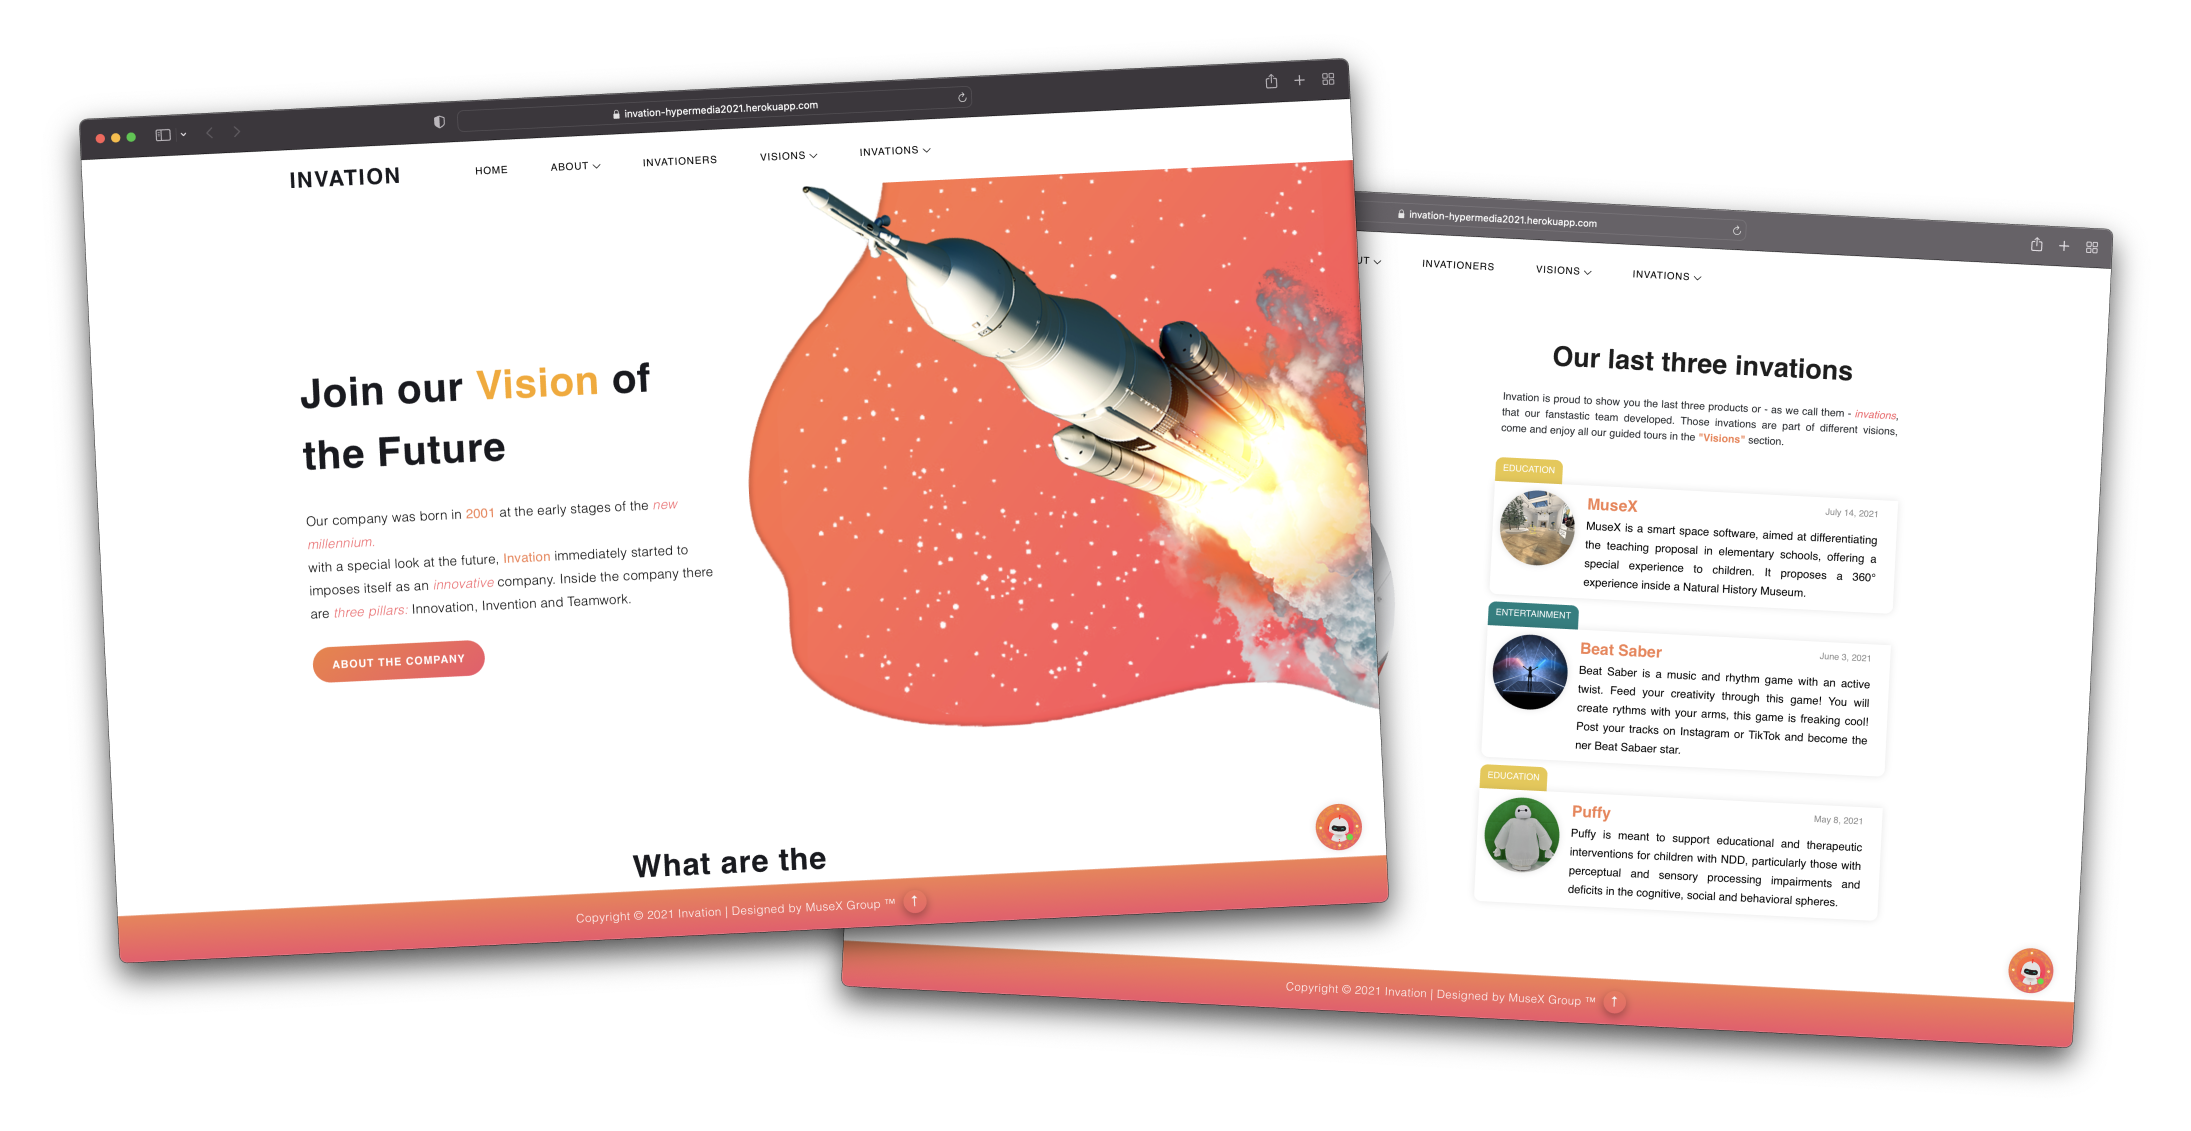 invation-hypermedia2021.herokuapp.com
INVATION
HOME
ABOUT
INVATIONERS
VISIONS
INVATIONS
Join our Vision of
the Future
Our company was born in 2001 at the early stages of the new
millennium.
with a special look at the future, Invation immediately started to
imposes itself as an innovative company. Inside the company there
are three pillars: Innovation, Invention and Teamwork.
ABOUT THE COMPANY
What are the
Copyright © 2021 Invation | Designed by MuseX Group ™
invation-hypermedia2021.herokuapp.com
UT
INVATIONERS
VISIONS
INVATIONS
Our last three invations
Invation is proud to show you the last three products or - as we call them - invations,
that our fanstastic team developed. Those invations are part of different visions,
come and enjoy all our guided tours in the "Visions" section.
EDUCATION
MuseX
July 14, 2021
MuseX is a smart space software, aimed at differentiating
the teaching proposal in elementary schools, offering a
special experience to children. It proposes a 360°
experience inside a Natural History Museum.
ENTERTAINMENT
Beat Saber
June 3, 2021
Beat Saber is a music and rhythm game with an active
twist. Feed your creativity through this game! You will
create rythms with your arms, this game is freaking cool!
Post your tracks on Instagram or TikTok and become the
ner Beat Sabaer star.
EDUCATION
Puffy
May 8, 2021
Puffy is meant to support educational and therapeutic
interventions for children with NDD, particularly those with
perceptual and sensory processing impairments and
deficits in the cognitive, social and behavioral spheres.
Copyright © 2021 Invation | Designed by MuseX Group ™